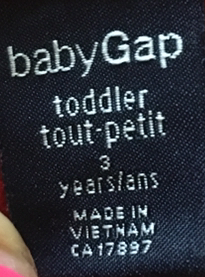 babyGap
toddler
tout-petit
3
years/ans
MADE IN
VIETNAM
CA17897